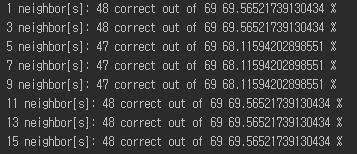 1 neighbor[s]: 48 correct out of 69 69.56521739130434 %
3 neighbor[s]: 48 correct out of 69 69.56521739130434 %
5 neighbor[s]: 47 correct out of 69 68.11594202898551 %
7 neighbor[s]: 47 correct out of 69 68.11594202898551 %
9 neighbor[s]: 47 correct out of 69 68.11594202898551 %
11 neighbor[s]: 48 correct out of 69 69.56521739130434 %
13 neighbor[s]: 48 correct out of 69 69.56521739130434 %
15 neighbor[s]: 48 correct out of 69 69.56521739130434 %